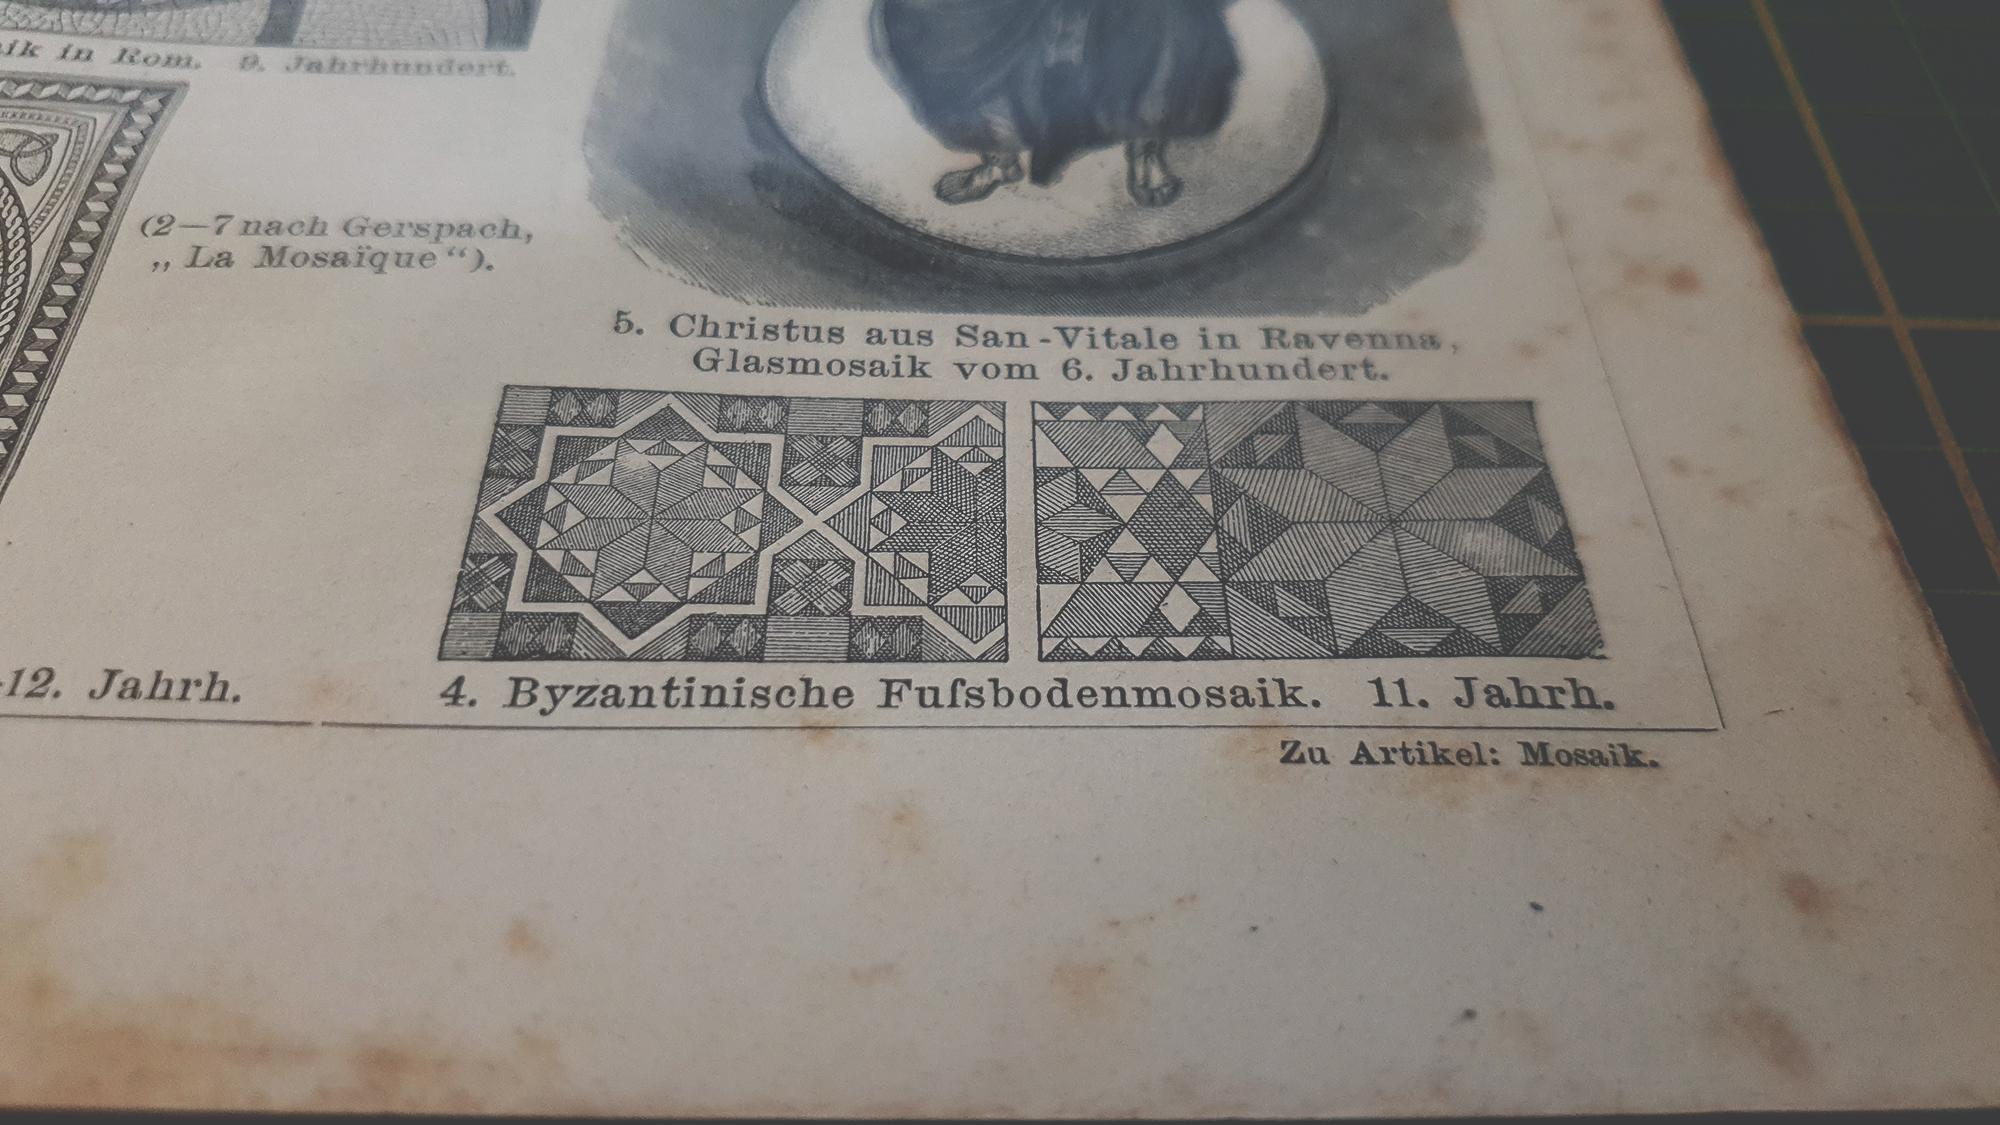 ik in Rom. 9. Jahrhundert.
(2—7 nach Gerspach,
„ La Mosaïque “).
5. Christus aus San-Vitale in Ravenna,
Glasmosaik vom 6. Jahrhundert.
12. Jahrh.
4. Byzantinische Fuſsbodenmosaik. 11. Jahrh.
Zu Artikel: Mosaik.